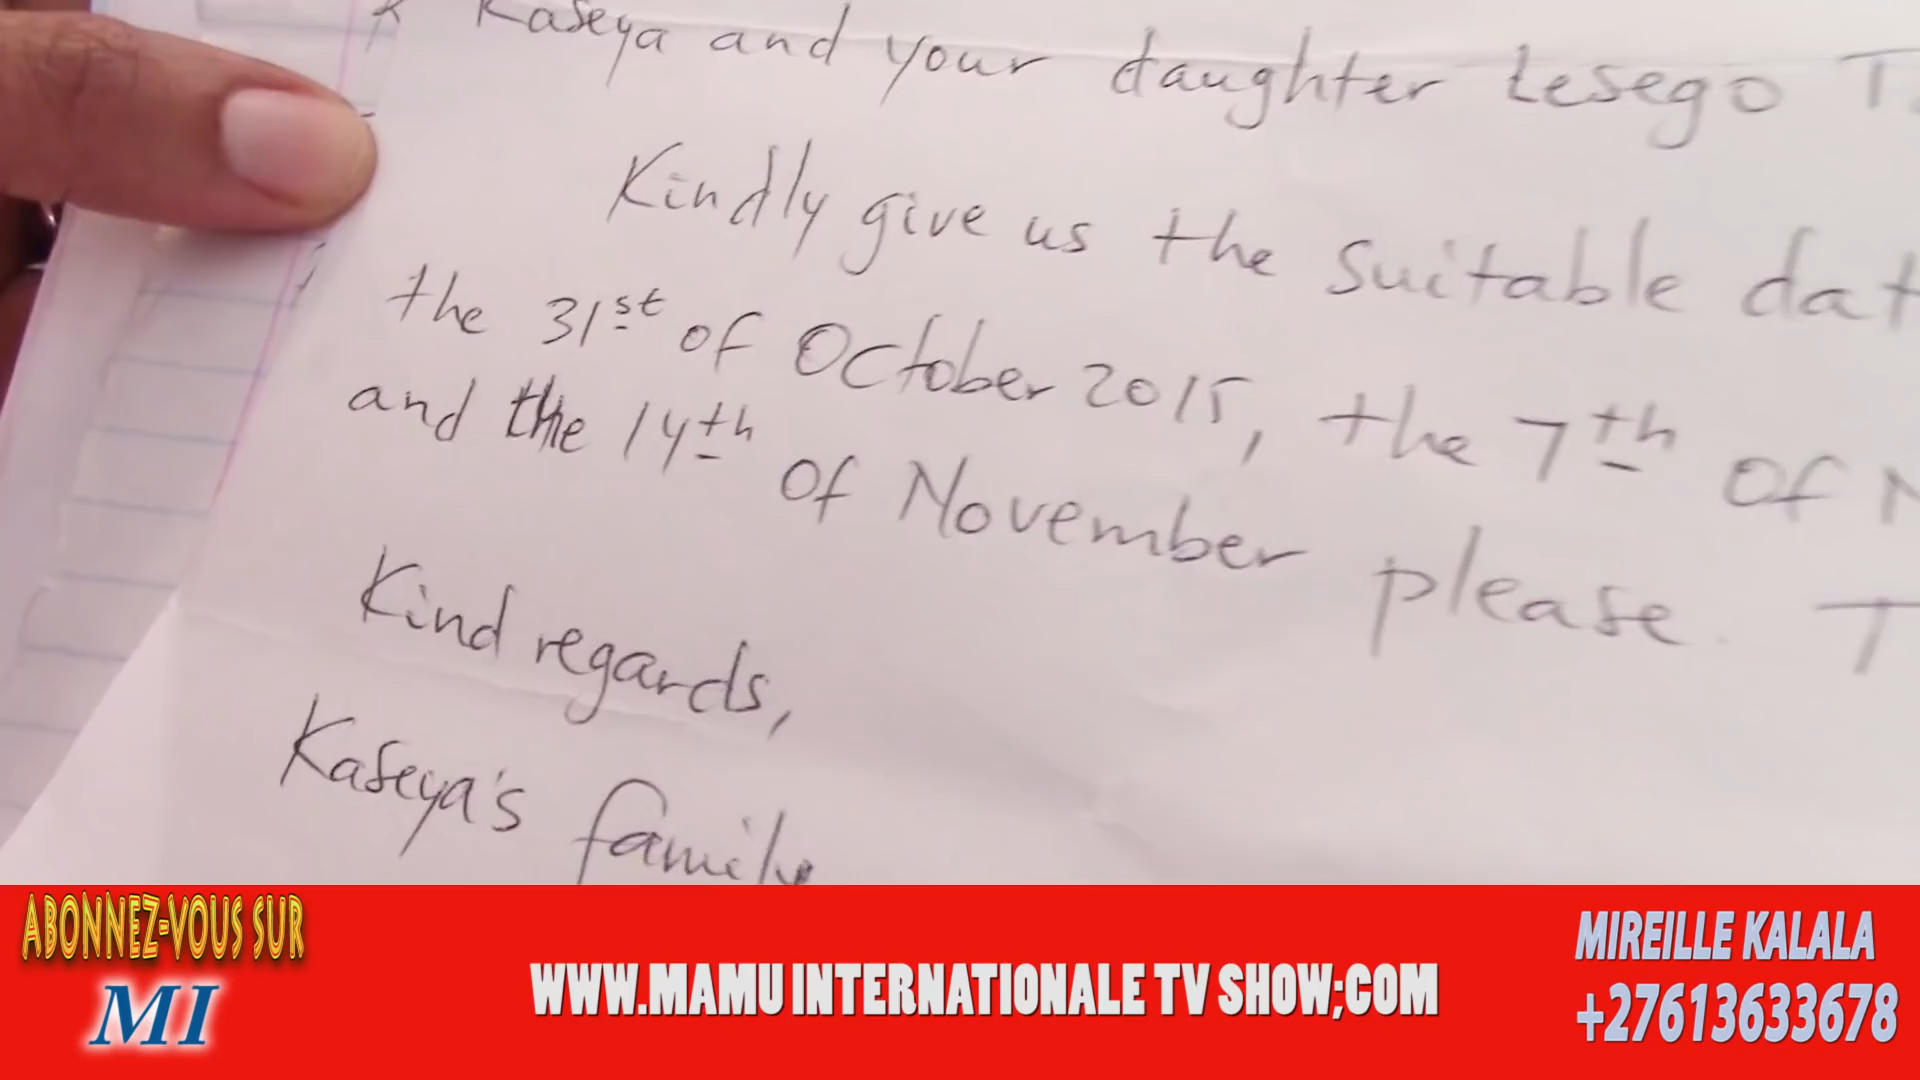 Kaseya and your daughter Lesego
Kindly give us the suitable
the 31st of October 2015, the 7th of
and the 14th of November please.
Kind regards,
Kaseya's family
ABONNEZ-VOUS SUR
MI
WWW.MAMU INTERNATIONALE TV SHOW;COM
MIREILLE KALALA
+27613633678